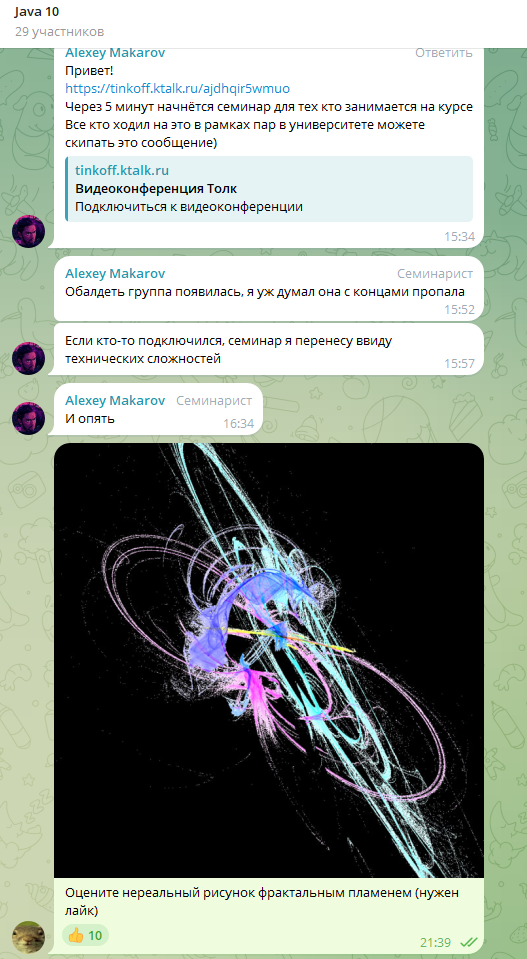 Java 10
29 участников
Alexey Makarov Ответить
Привет!
https://tinkoff.ktalk.ru/ajdhqir5wmuo
Через 5 минут начнётся семинар для тех кто занимается на курсе
Все кто ходил на это в рамках пар в университете можете
скипать это сообщение)
tinkoff.ktalk.ru
Видеоконференция Толк
Подключиться к видеоконференции
15:34
Alexey Makarov Семинарист
Обалдеть группа появилась, я уж думал она с концами пропала
15:52
Если кто-то подключился, семинар я перенесу ввиду
технических сложностей
15:57
Alexey Makarov Семинарист
И опять
16:34
Оцените нереальный рисунок фрактальным пламенем (нужен
лайк)
👍 10
21:39